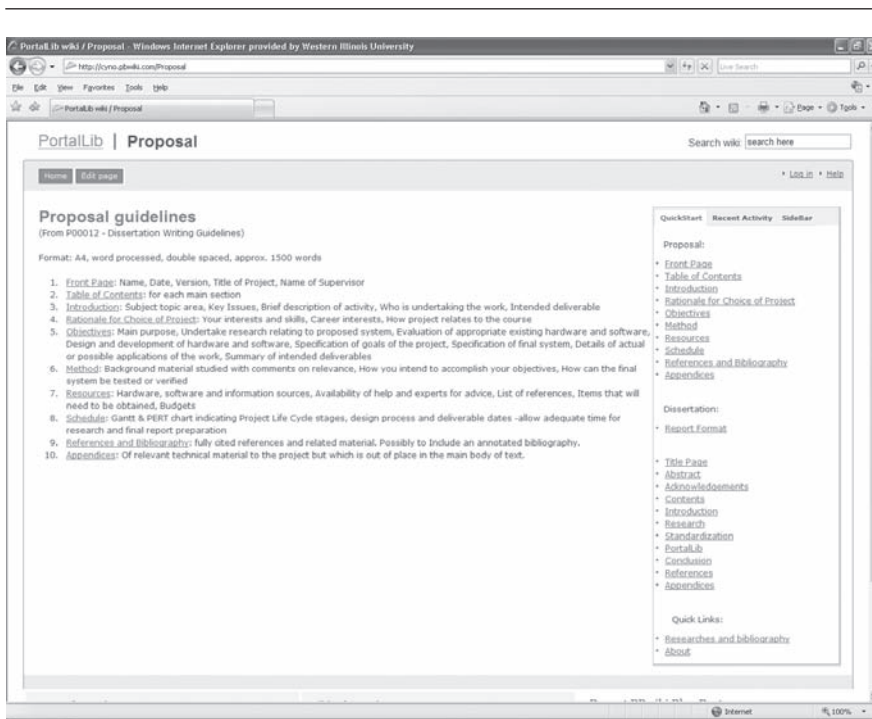 PortalLib wiki / Proposal - Windows Internet Explorer provided by Western Illinois University
http://cyno.pbwiki.com/Proposal
Live Search
File Edit View Favorites Tools Help
PortalLib wiki / Proposal
Page Tools
PortalLib | Proposal
Search wiki: search here
Home Edit page
Log in Help
Proposal guidelines
(From P00012 - Dissertation Writing Guidelines)
Format: A4, word processed, double spaced, approx. 1500 words
1. Front Page: Name, Date, Version, Title of Project, Name of Supervisor
2. Table of Contents: for each main section
3. Introduction: Subject topic area, Key Issues, Brief description of activity, Who is undertaking the work, Intended deliverable
4. Rationale for Choice of Project: Your interests and skills, Career interests, How project relates to the course
5. Objectives: Main purpose, Undertake research relating to proposed system, Evaluation of appropriate existing hardware and software,
Design and development of hardware and software, Specification of goals of the project, Specification of final system, Details of actual
or possible applications of the work, Summary of intended deliverables
6. Method: Background material studied with comments on relevance, How you intend to accomplish your objectives, How can the final
system be tested or verified
7. Resources: Hardware, software and information sources, Availability of help and experts for advice, List of references, Items that will
need to be obtained, Budgets
8. Schedule: Gantt & PERT chart indicating Project Life Cycle stages, design process and deliverable dates -allow adequate time for
research and final report preparation
9. References and Bibliography: fully cited references and related material. Possibly to Include an annotated bibliography.
10. Appendices: Of relevant technical material to the project but which is out of place in the main body of text.
QuickStart Recent Activity SideBar
Proposal:
Front Page
Table of Contents
Introduction
Rationale for Choice of Project
Objectives
Method
Resources
Schedule
References and Bibliography
Appendices
Dissertation:
Report Format
Title Page
Abstract
Acknowledgements
Contents
Introduction
Research
Standardization
PortalLib
Conclusion
References
Appendices
Quick Links:
Researches and bibliography
About
Internet
100%